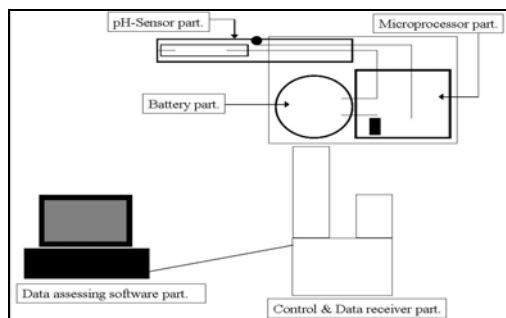 pH-Sensor part.
Microprocessor part.
Battery part.
Data assessing software part.
Control & Data receiver part.